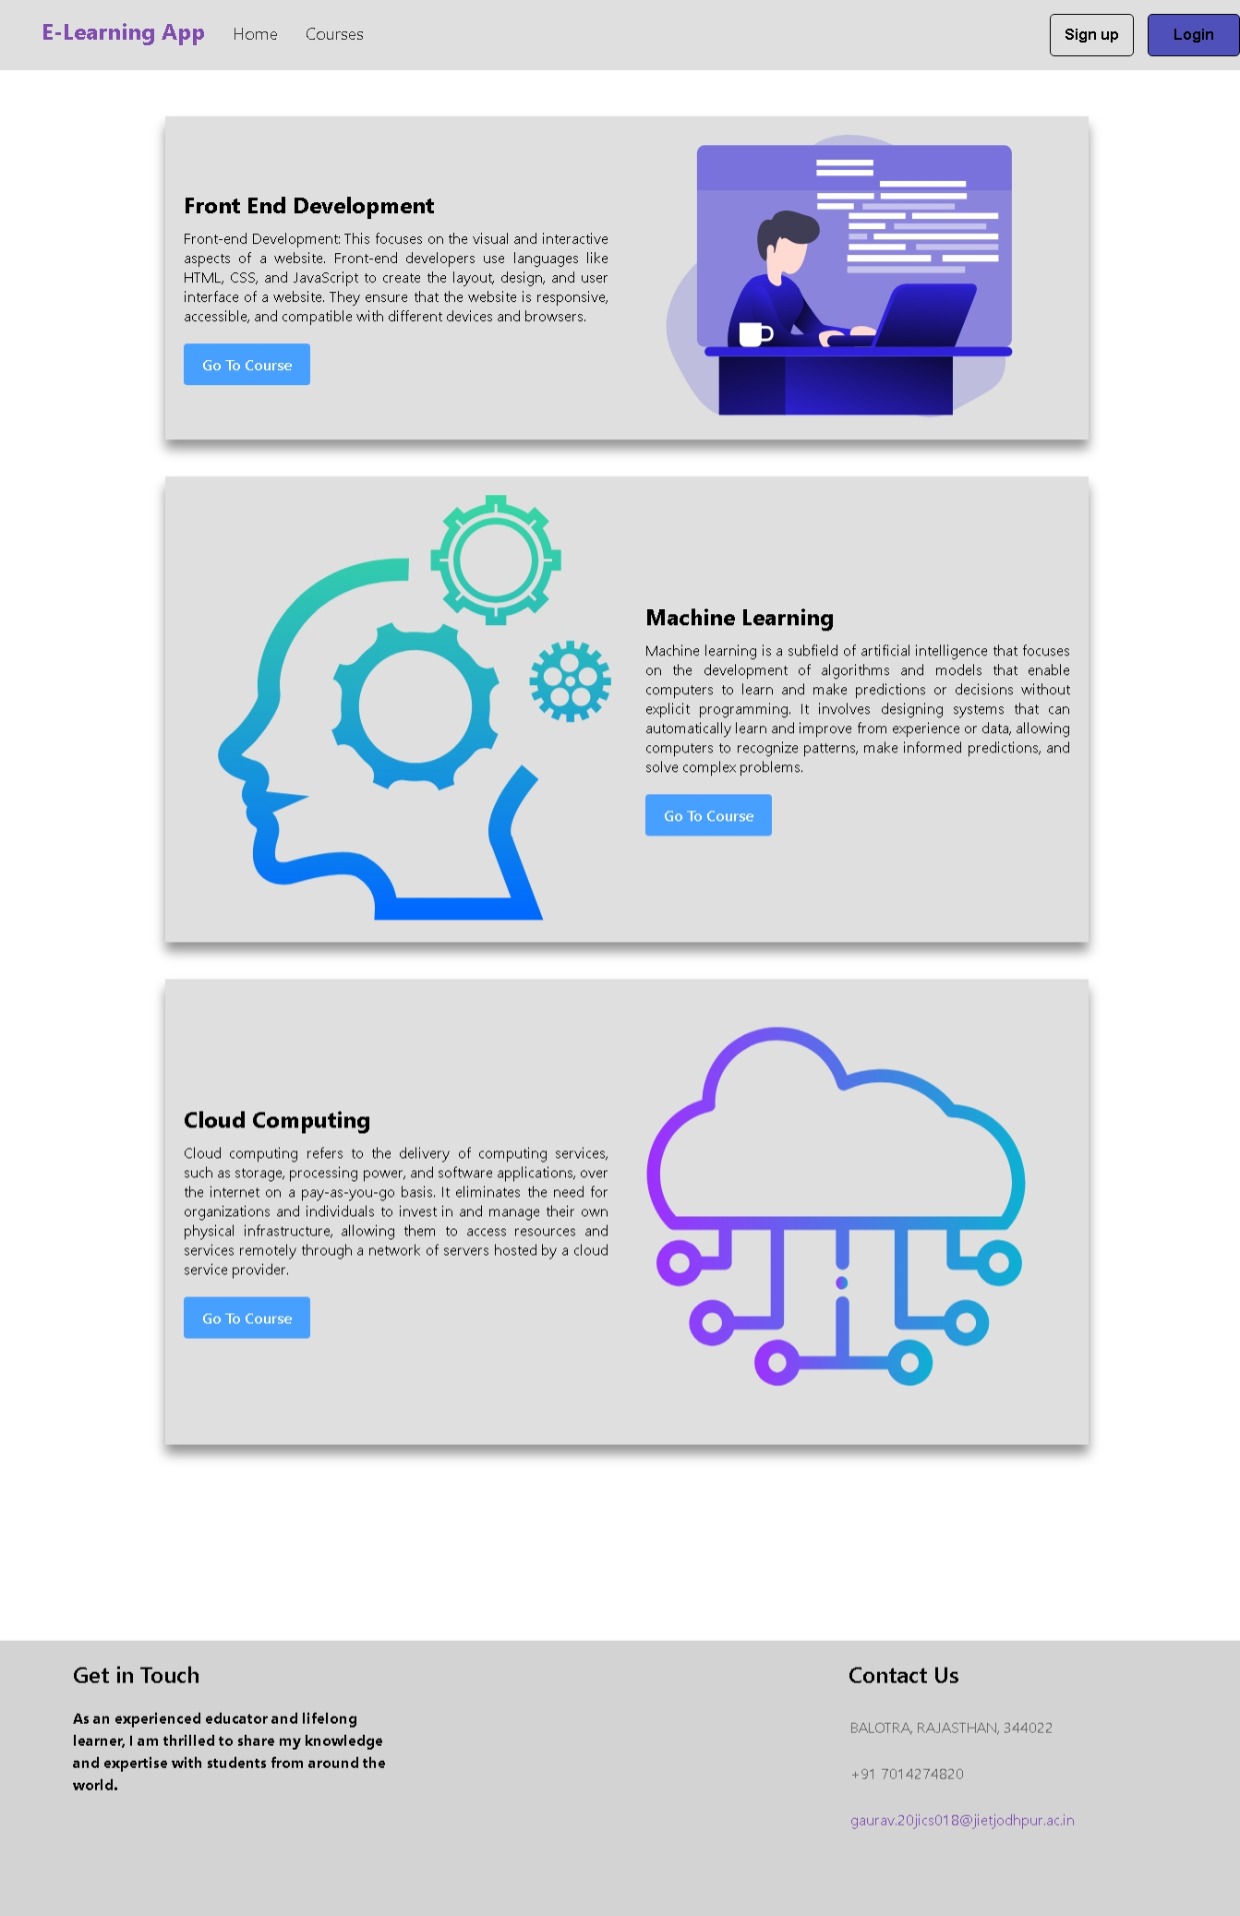 E-Learning App Home Courses Sign up Login
Front End Development
Front-end Development: This focuses on the visual and interactive
aspects of a website. Front-end developers use languages like
HTML, CSS, and JavaScript to create the layout, design, and user
interface of a website. They ensure that the website is responsive,
accessible, and compatible with different devices and browsers.
Go To Course
Machine Learning
Machine learning is a subfield of artificial intelligence that focuses
on the development of algorithms and models that enable
computers to learn and make predictions or decisions without
explicit programming. It involves designing systems that can
automatically learn and improve from experience or data, allowing
computers to recognize patterns, make informed predictions, and
solve complex problems.
Go To Course
Cloud Computing
Cloud computing refers to the delivery of computing services,
such as storage, processing power, and software applications, over
the internet on a pay-as-you-go basis. It eliminates the need for
organizations and individuals to invest in and manage their own
physical infrastructure, allowing them to access resources and
services remotely through a network of servers hosted by a cloud
service provider.
Go To Course
Get in Touch
As an experienced educator and lifelong
learner, I am thrilled to share my knowledge
and expertise with students from around the
world.
Contact Us
BALOTRA, RAJASTHAN, 344022
+91 7014274820
gaurav.20jics018@jietjodhpur.ac.in